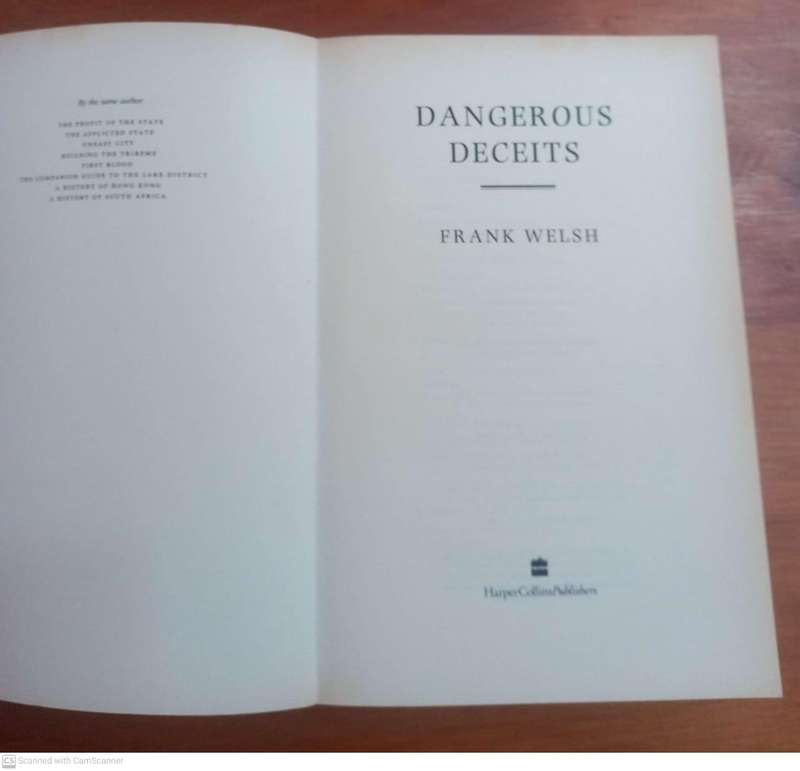 By the same author
THE PROFIT OF THE STATE
THE AFFLICTED STATE
UNEASY CITY
BUILDING THE TRIREME
FIRST BLOOD
THE COMPANION GUIDE TO THE LAKE DISTRICT
A HISTORY OF HONG KONG
A HISTORY OF SOUTH AFRICA
DANGEROUS
DECEITS
FRANK WELSH
HarperCollinsPublishers
CS Scanned with CamScanner